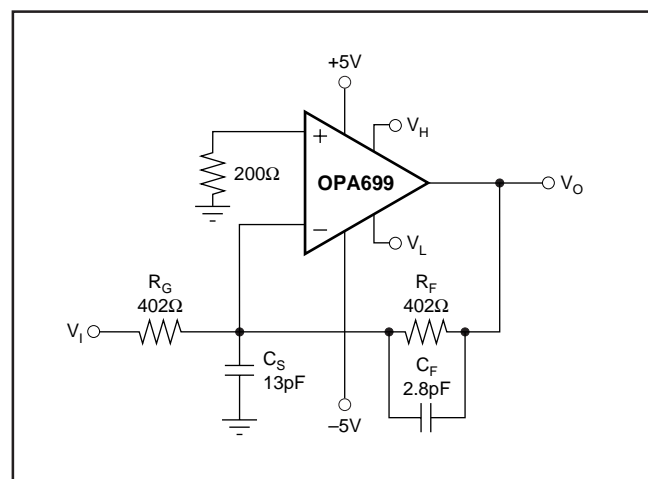 +5V
V_H
+
200Ω
OPA699
V_O
−
V_L
R_G
402Ω
R_F
402Ω
V_I
C_S
13pF
C_F
2.8pF
−5V